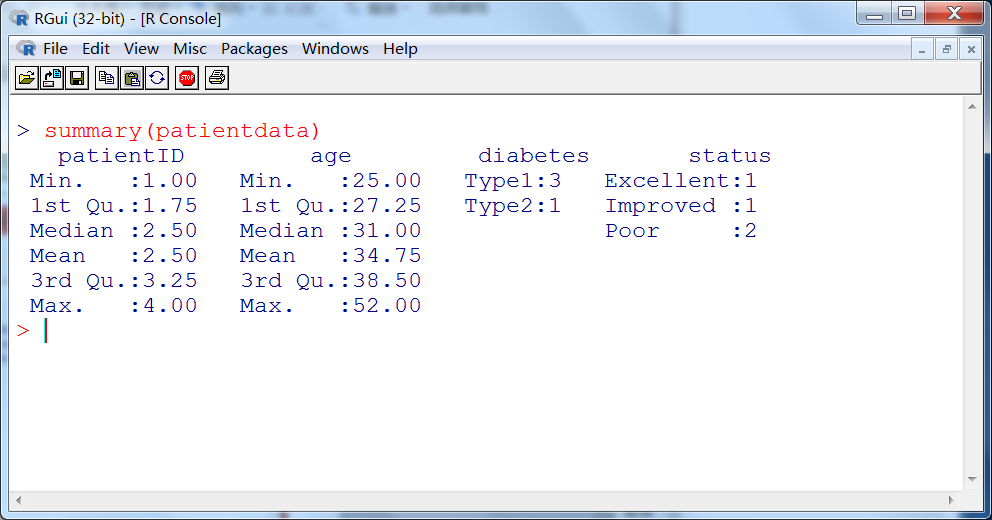 RGui (32-bit) - [R Console]
File Edit View Misc Packages Windows Help
STOP
> summary(patientdata)
patientID age diabetes status
Min. :1.00 Min. :25.00 Type1:3 Excellent:1
1st Qu.:1.75 1st Qu.:27.25 Type2:1 Improved :1
Median :2.50 Median :31.00 Poor :2
Mean :2.50 Mean :34.75
3rd Qu.:3.25 3rd Qu.:38.50
Max. :4.00 Max. :52.00
>